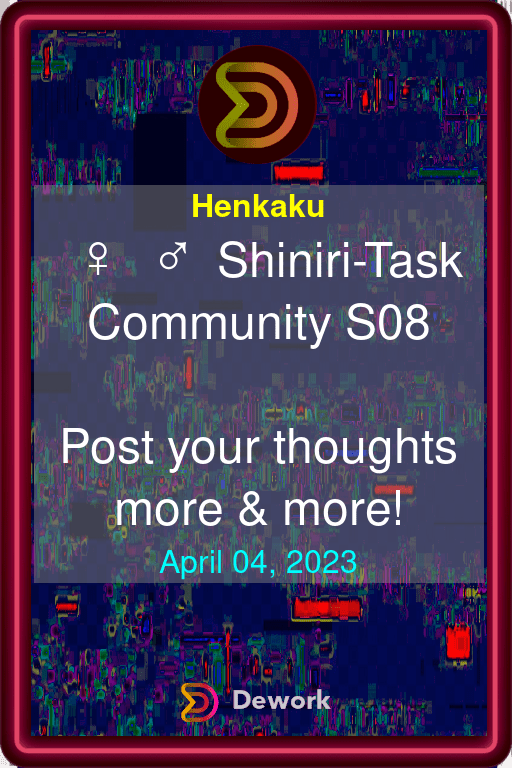 Henkaku
♀ ♂ Shiniri-Task
Community S08
Post your thoughts
more & more!
April 04, 2023
Dework